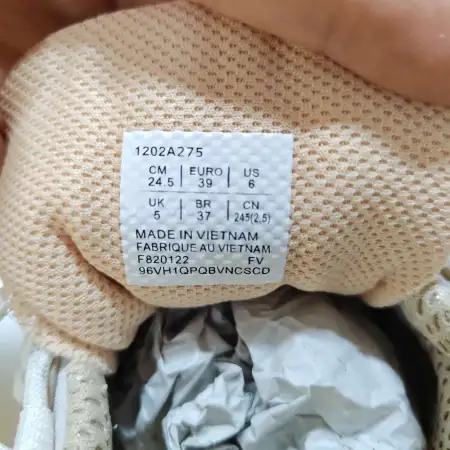 1202A275
CM EURO US
24.5 39 6
UK BR CN
5 37 245(2,5)
MADE IN VIETNAM
FABRIQUE AU VIETNAM
F820122 FV
96VH1QPQBVNCSCD